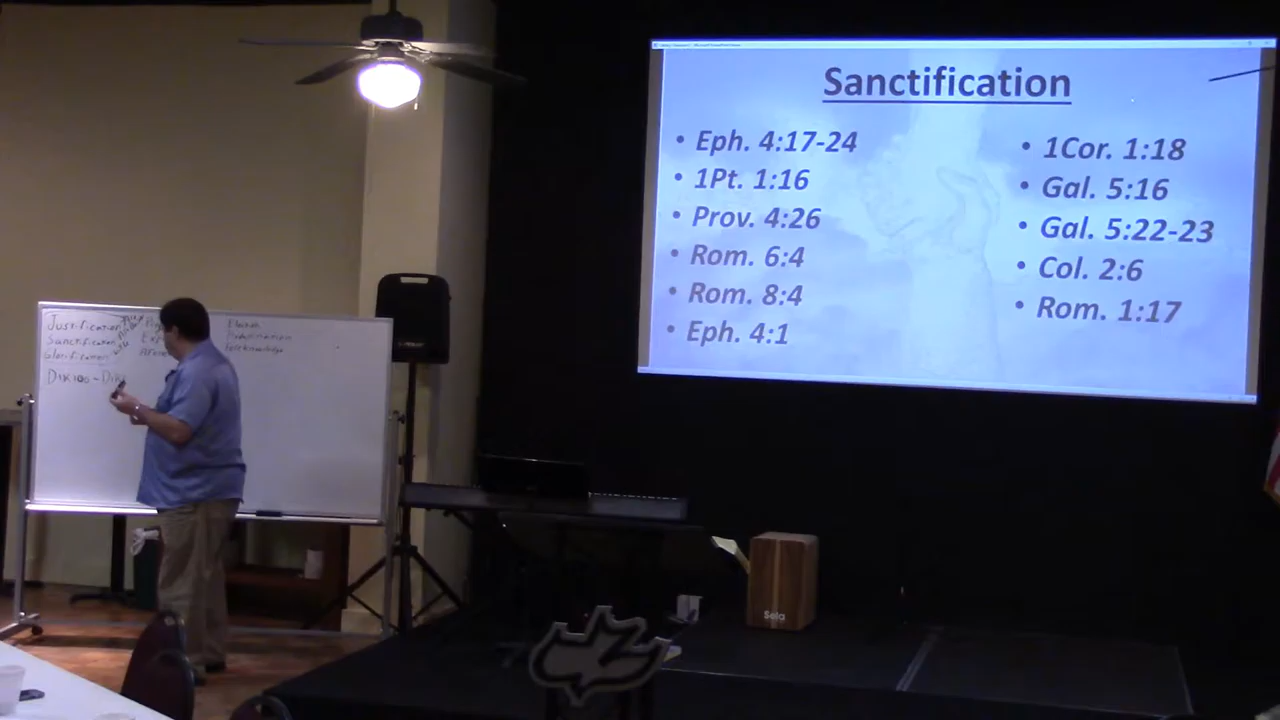 Justification
Sanctification
Glorification
Dikios - Dik
Election
Sanctification
Eph. 4:17-24
1Pt. 1:16
Prov. 4:26
Rom. 6:4
Rom. 8:4
Eph. 4:1
1Cor. 1:18
Gal. 5:16
Gal. 5:22-23
Col. 2:6
Rom. 1:17
Sela